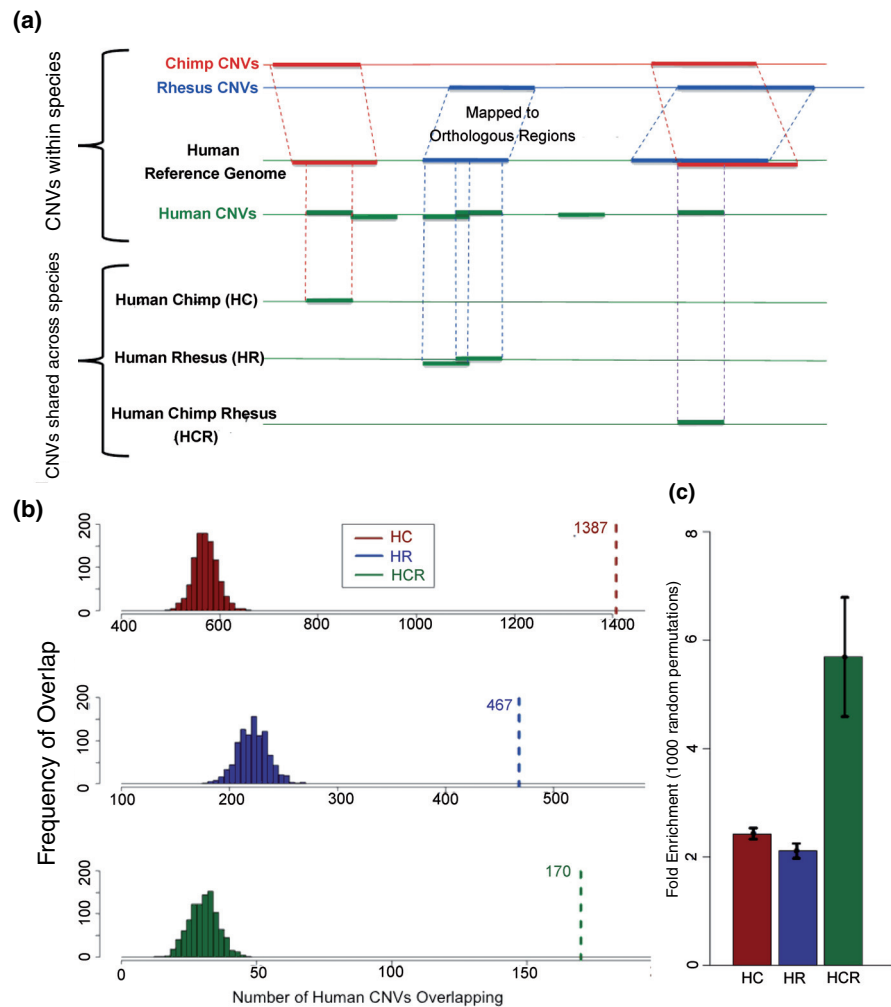 (a)
CNVs within species
Chimp CNVs
Rhesus CNVs
Mapped to
Orthologous Regions
Human
Reference Genome
Human CNVs
CNVs shared across species
Human Chimp (HC)
Human Rhesus (HR)
Human Chimp Rhesus
(HCR)
(b)
Frequency of Overlap
0 100 200
1387
HC
HR
HCR
400 600 800 1000 1200 1400
0 100 200
467
100 200 300 400 500
0 100 200
170
0 50 100 150
Number of Human CNVs Overlapping
(c)
Fold Enrichment (1000 random permutations)
0 2 4 6 8
HC HR HCR